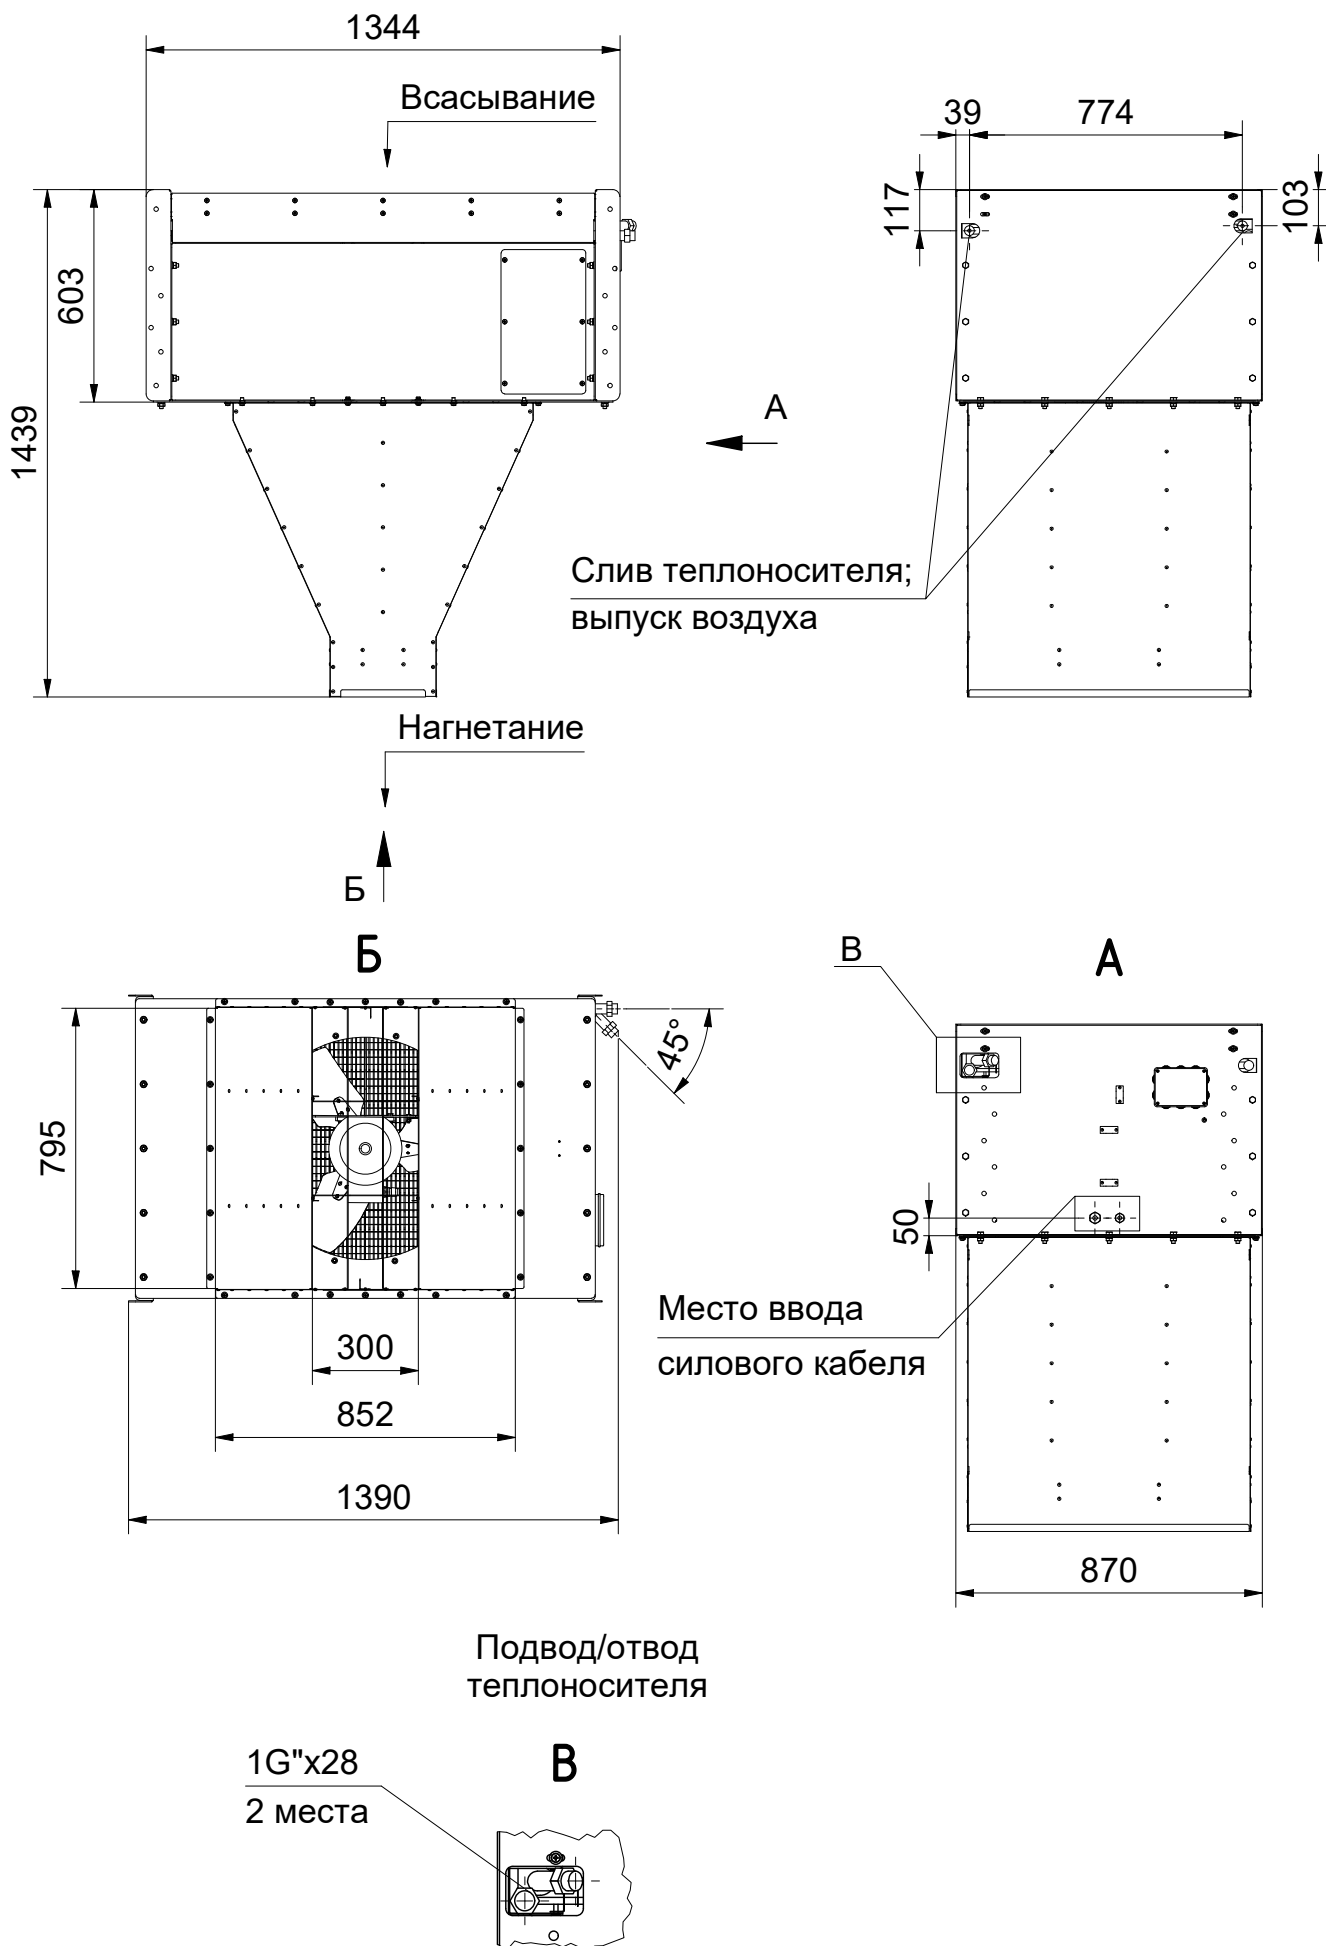 1344
Всасывание
39
774
117
103
603
1439
А
Слив теплоносителя;
выпуск воздуха
Нагнетание
Б
Б
В
А
45°
795
50
Место ввода
силового кабеля
300
852
1390
870
Подвод/отвод
теплоносителя
В
1G"x28
2 места